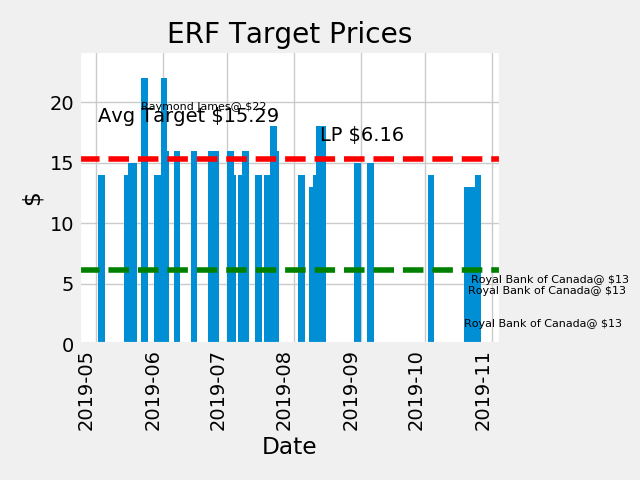 ERF Target Prices
Raymond James@ $22
Avg Target $15.29
LP $6.16
$
20
15
10
5
0
Royal Bank of Canada@ $13
Royal Bank of Canada@ $13
Royal Bank of Canada@ $13
2019-05
2019-06
2019-07
2019-08
2019-09
2019-10
2019-11
Date